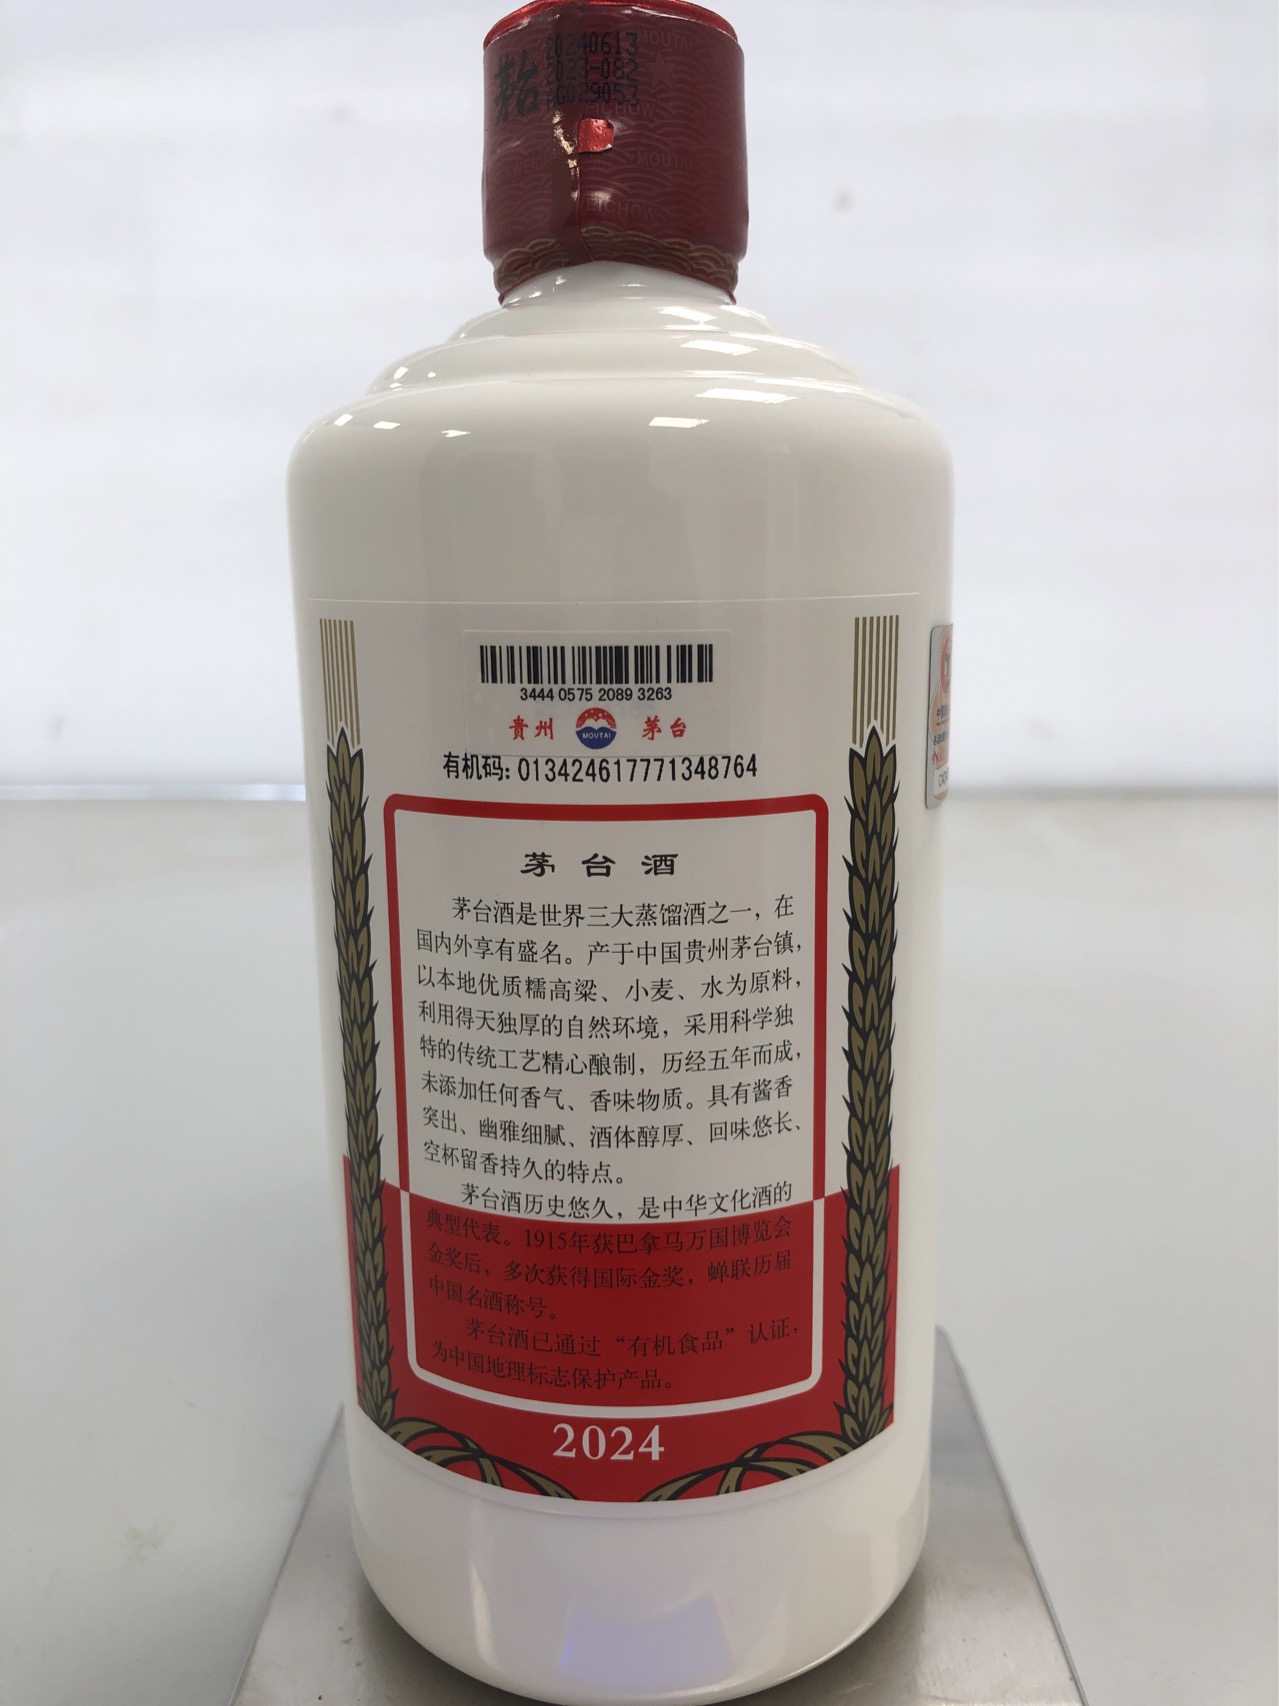 茅台
20240613
2023-082
G029053
MOUTAI
MOUTAI
3444 0575 2089 3263
贵州 MOUTAI 茅台
有机码: 013424617771348764
茅台酒
茅台酒是世界三大蒸馏酒之一，在
国内外享有盛名。产于中国贵州茅台镇，
以本地优质糯高粱、小麦、水为原料，
利用得天独厚的自然环境，采用科学独
特的传统工艺精心酿制，历经五年而成，
未添加任何香气、香味物质。具有酱香
突出、幽雅细腻、酒体醇厚、回味悠长、
空杯留香持久的特点。
茅台酒历史悠久，是中华文化酒的
典型代表。1915年获巴拿马万国博览会
金奖后，多次获得国际金奖，蝉联历届
中国名酒称号。
茅台酒已通过“有机食品”认证，
为中国地理标志保护产品。
2024